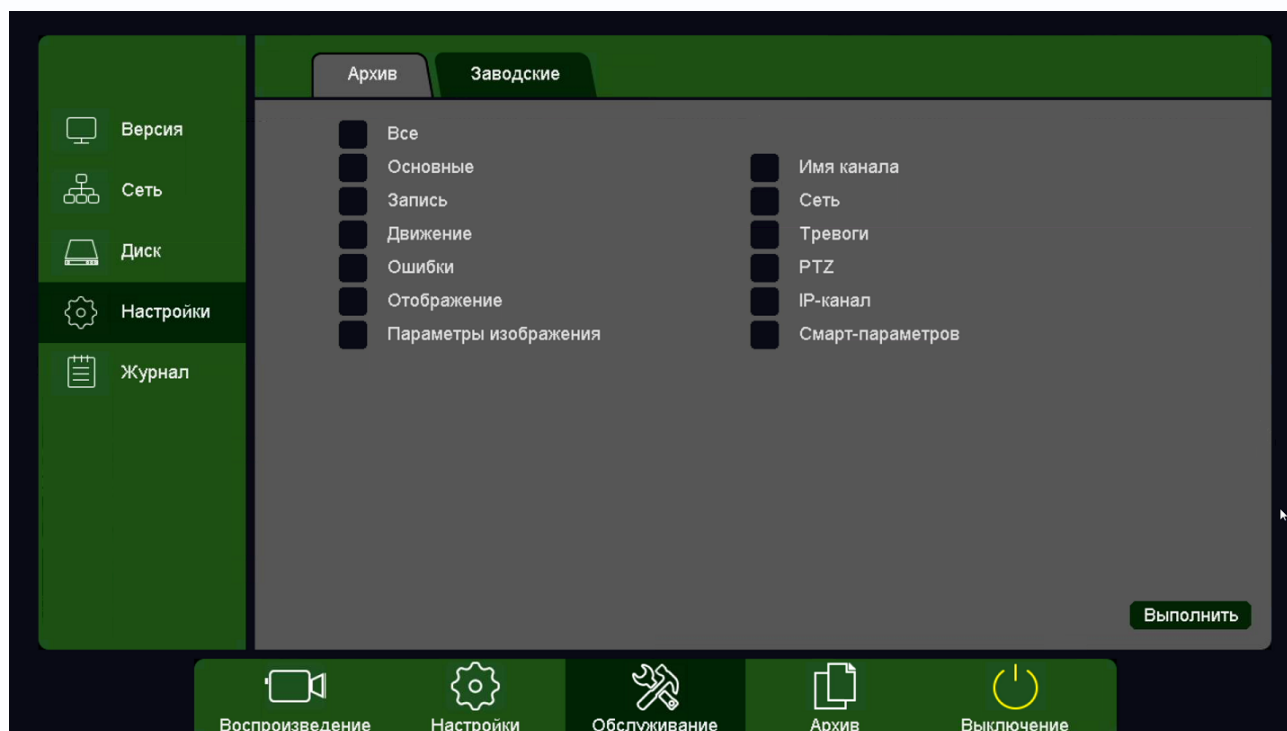 Архив Заводские
Версия
Сеть
Диск
Настройки
Журнал
Все
Основные Имя канала
Запись Сеть
Движение Тревоги
Ошибки PTZ
Отображение IP-канал
Параметры изображения Смарт-параметров
Выполнить
Воспроизведение Настройки Обслуживание Архив Выключение